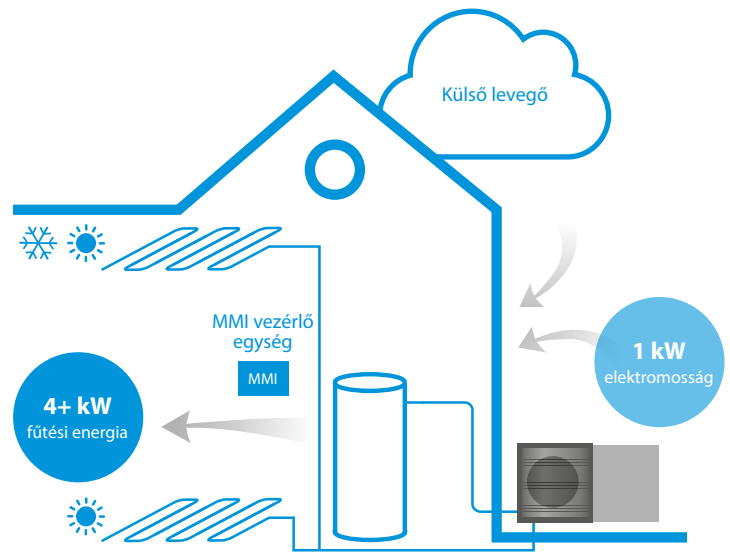 Külső levegő
MMI vezérlő
egység
MMI
1 kW
elektromosság
4+ kW
fűtési energia